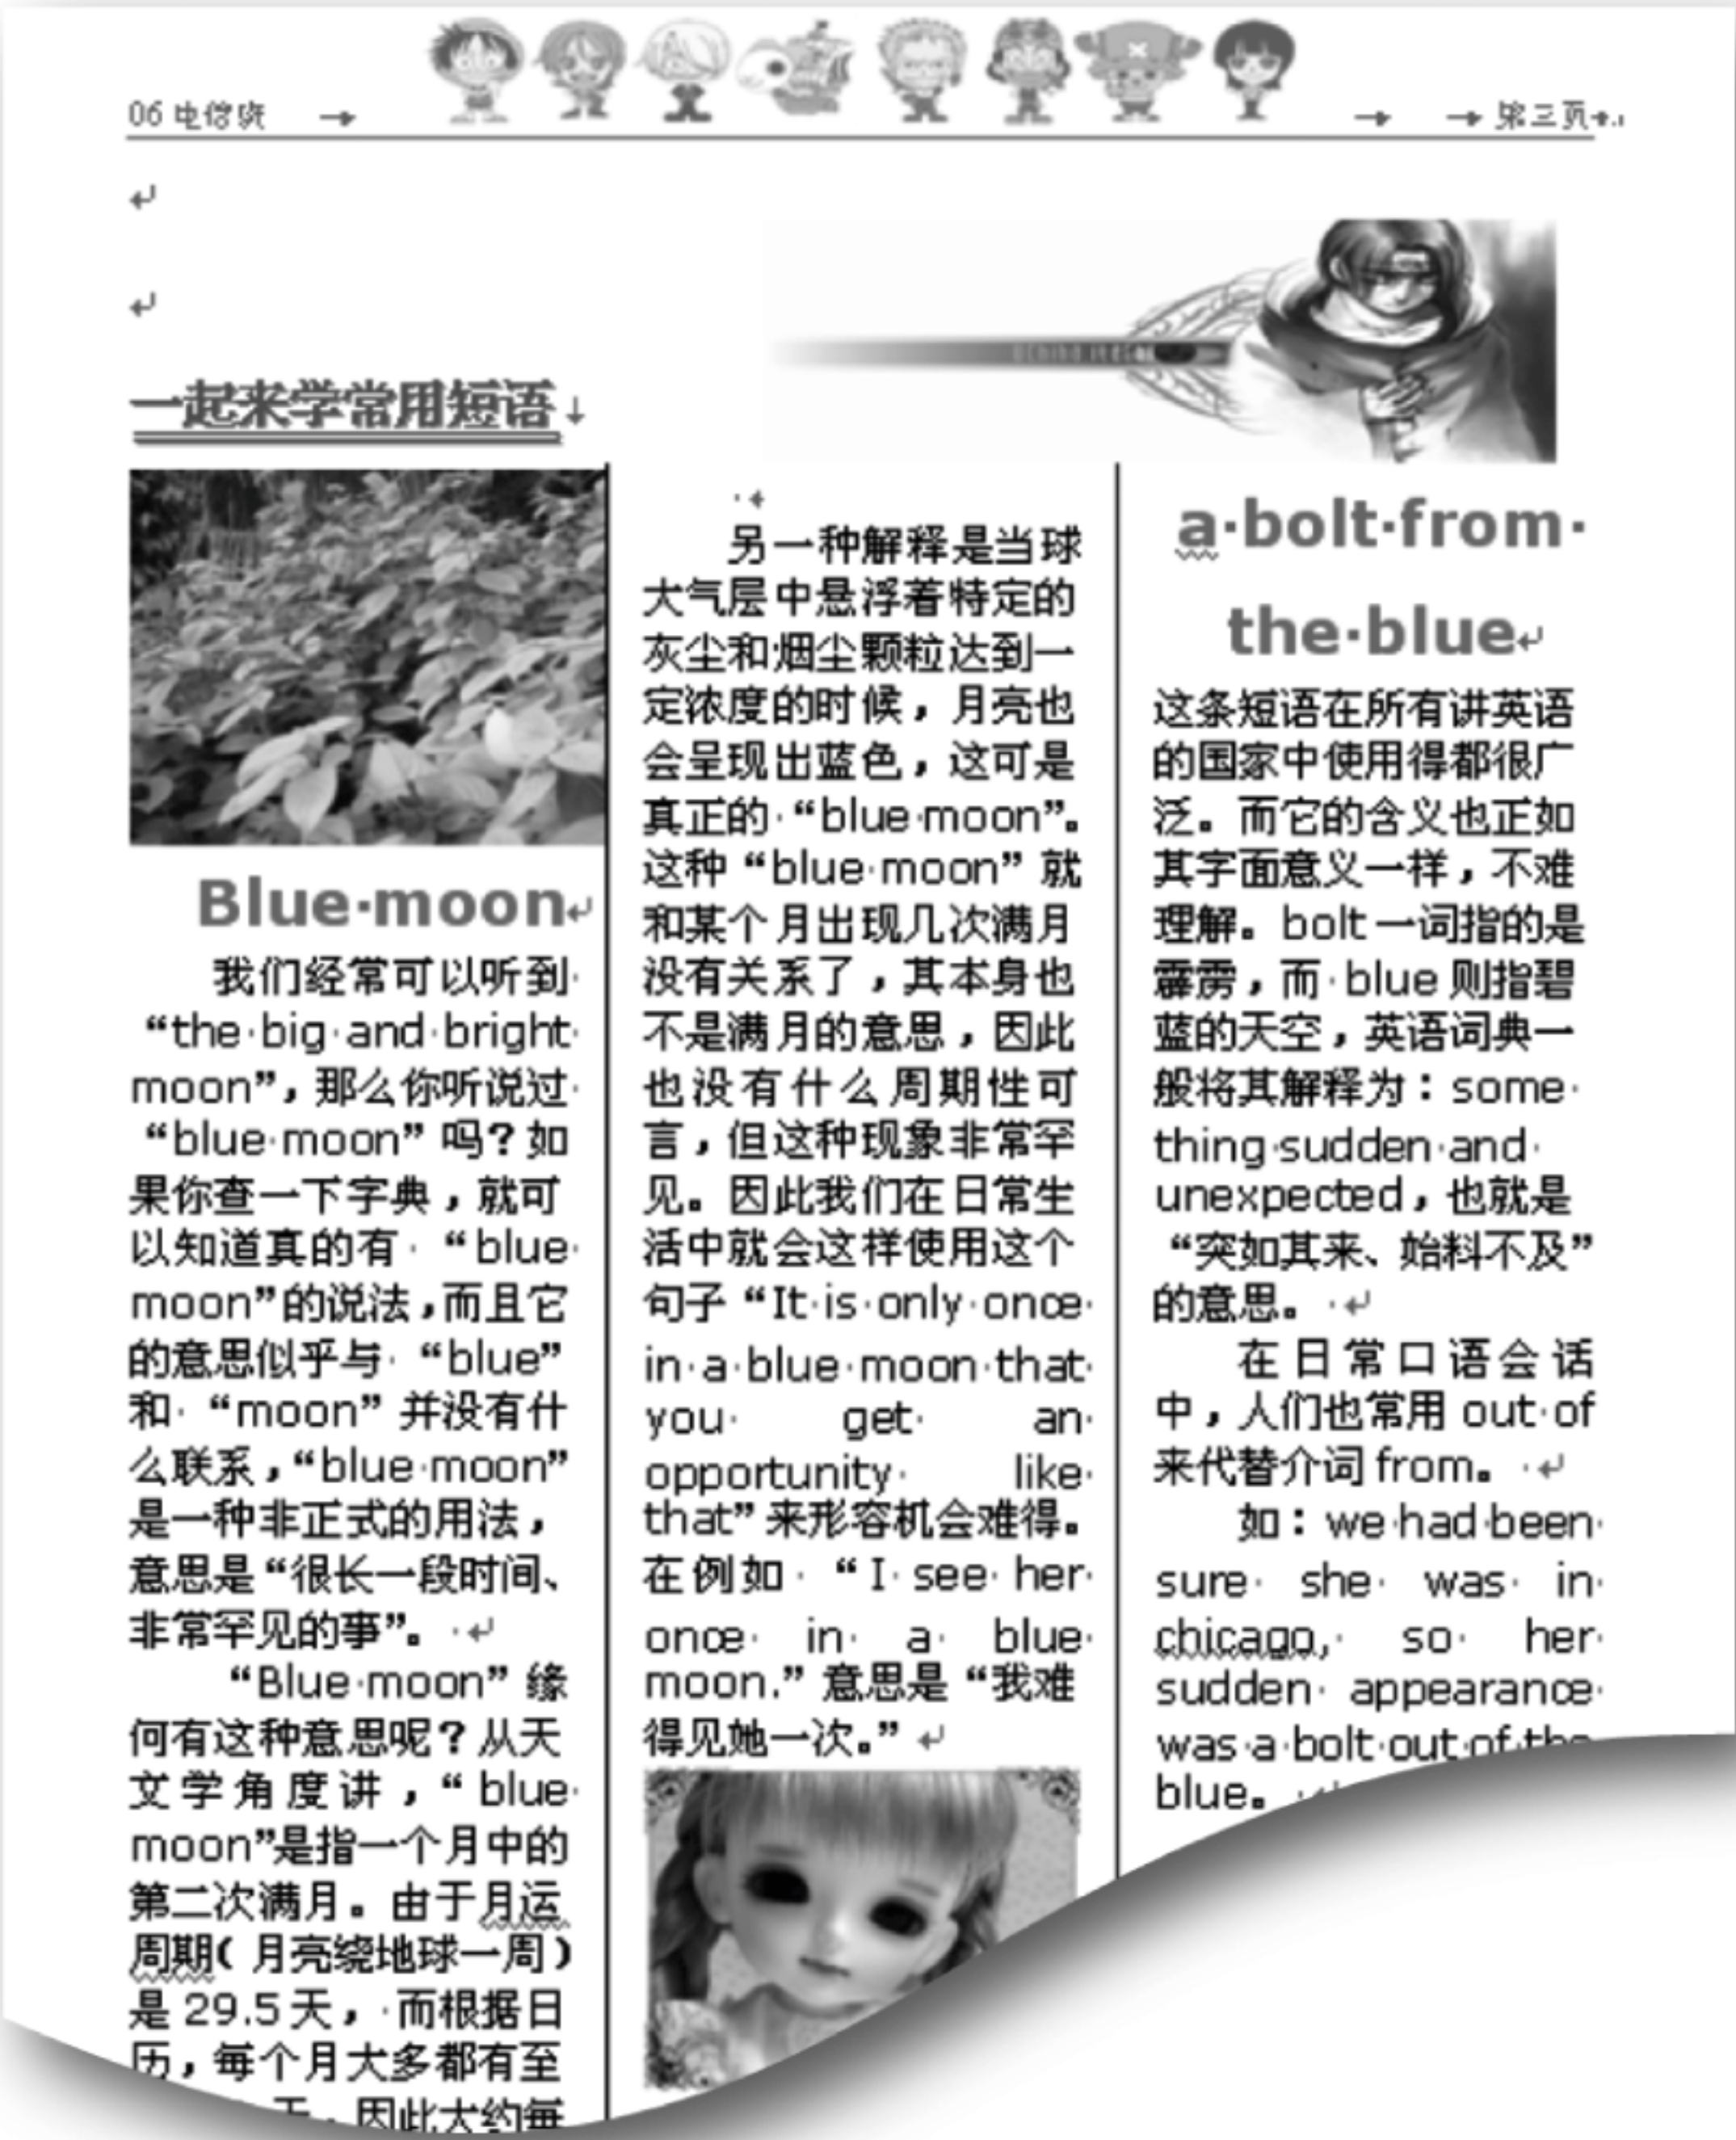 06 电信班
第三页
一起来学常用短语
Blue moon
我们经常可以听到
“the big and bright
moon”，那么你听说过
“blue moon” 吗？如
果你查一下字典，就可
以知道真的有 “blue
moon”的说法，而且它
的意思似乎与 “blue”
和 “moon” 并没有什
么联系，“blue moon”
是一种非正式的用法，
意思是“很长一段时间、
非常罕见的事”。
“Blue moon” 缘
何有这种意思呢？从天
文学角度讲，“blue
moon”是指一个月中的
第二次满月。由于月运
周期（月亮绕地球一周）
是 29.5 天， 而根据日
历，每个月大多都有至
天，因此大约每
另一种解释是当球
大气层中悬浮着特定的
灰尘和烟尘颗粒达到一
定浓度的时候，月亮也
会呈现出蓝色，这可是
真正的 “blue moon”。
这种 “blue moon” 就
和某个月出现几次满月
没有关系了，其本身也
不是满月的意思，因此
也没有什么周期性可
言，但这种现象非常罕
见。因此我们在日常生
活中就会这样使用这个
句子 “It is only once
in a blue moon that
you get an
opportunity like
that” 来形容机会难得。
在例如 “I see her
once in a blue
moon.” 意思是 “我难
得见她一次。”
a bolt from
the blue
这条短语在所有讲英语
的国家中使用得都很广
泛。而它的含义也正如
其字面意义一样，不难
理解。bolt 一词指的是
霹雳，而 blue 则指碧
蓝的天空，英语词典一
般将其解释为：some
thing sudden and
unexpected，也就是
“突如其来、始料不及”
的意思。
在日常口语会话
中，人们也常用 out of
来代替介词 from。
如：we had been
sure she was in
chicago, so her
sudden appearance
was a bolt out of the
blue。